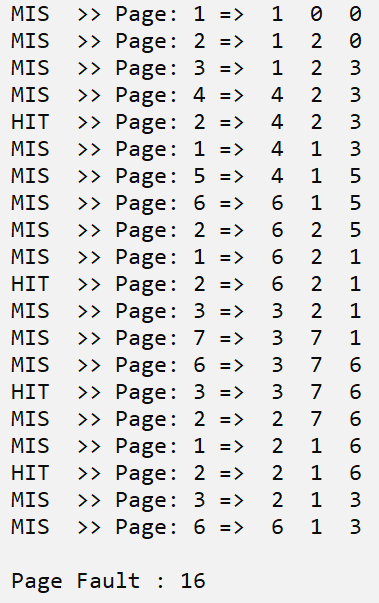 MIS  >> Page: 1 =>  1  0  0
MIS  >> Page: 2 =>  1  2  0
MIS  >> Page: 3 =>  1  2  3
MIS  >> Page: 4 =>  4  2  3
HIT  >> Page: 2 =>  4  2  3
MIS  >> Page: 1 =>  4  1  3
MIS  >> Page: 5 =>  4  1  5
MIS  >> Page: 6 =>  6  1  5
MIS  >> Page: 2 =>  6  2  5
MIS  >> Page: 1 =>  6  2  1
HIT  >> Page: 2 =>  6  2  1
MIS  >> Page: 3 =>  3  2  1
MIS  >> Page: 7 =>  3  7  1
MIS  >> Page: 6 =>  3  7  6
HIT  >> Page: 3 =>  3  7  6
MIS  >> Page: 2 =>  2  7  6
MIS  >> Page: 1 =>  2  1  6
HIT  >> Page: 2 =>  2  1  6
MIS  >> Page: 3 =>  2  1  3
MIS  >> Page: 6 =>  6  1  3
Page Fault : 16